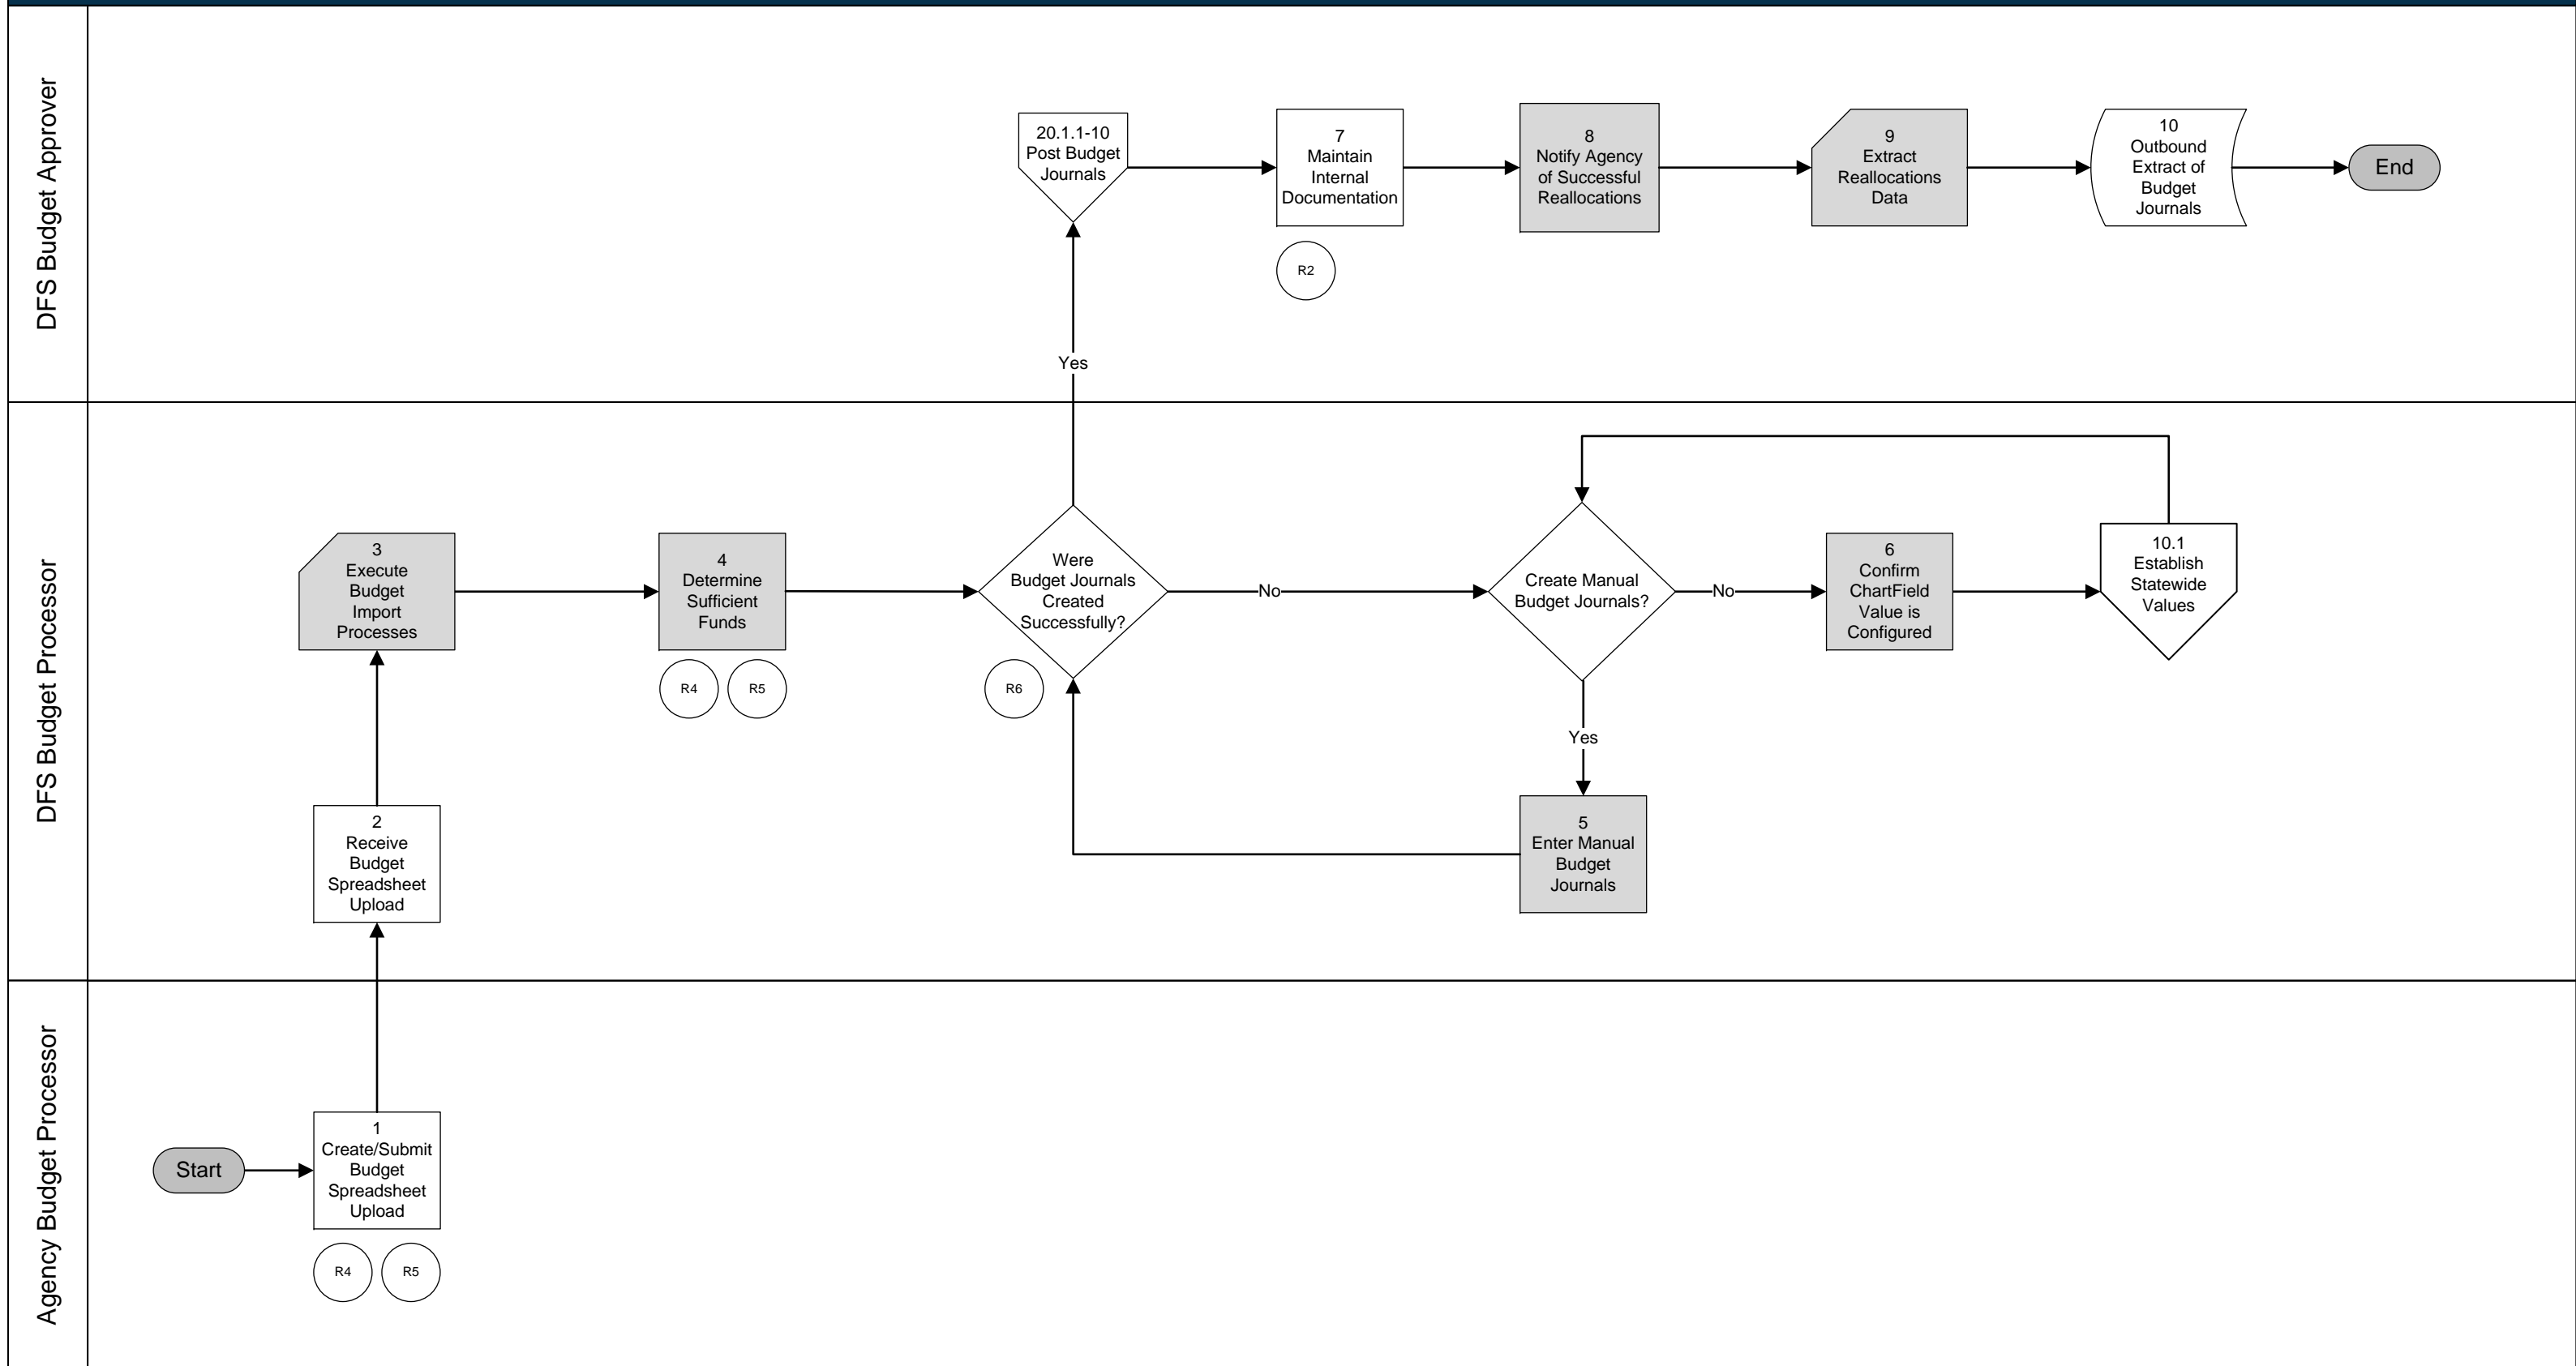 DFS Budget Approver
20.1.1-10
Post Budget
Journals
7
Maintain
Internal
Documentation
R2
8
Notify Agency
of Successful
Reallocations
9
Extract
Reallocations
Data
10
Outbound
Extract of
Budget
Journals
End
Yes
DFS Budget Processor
3
Execute
Budget
Import
Processes
4
Determine
Sufficient
Funds
R4
R5
Were
Budget Journals
Created
Successfully?
R6
No
Create Manual
Budget Journals?
No
6
Confirm
ChartField
Value is
Configured
10.1
Establish
Statewide
Values
Yes
5
Enter Manual
Budget
Journals
2
Receive
Budget
Spreadsheet
Upload
Agency Budget Processor
Start
1
Create/Submit
Budget
Spreadsheet
Upload
R4
R5